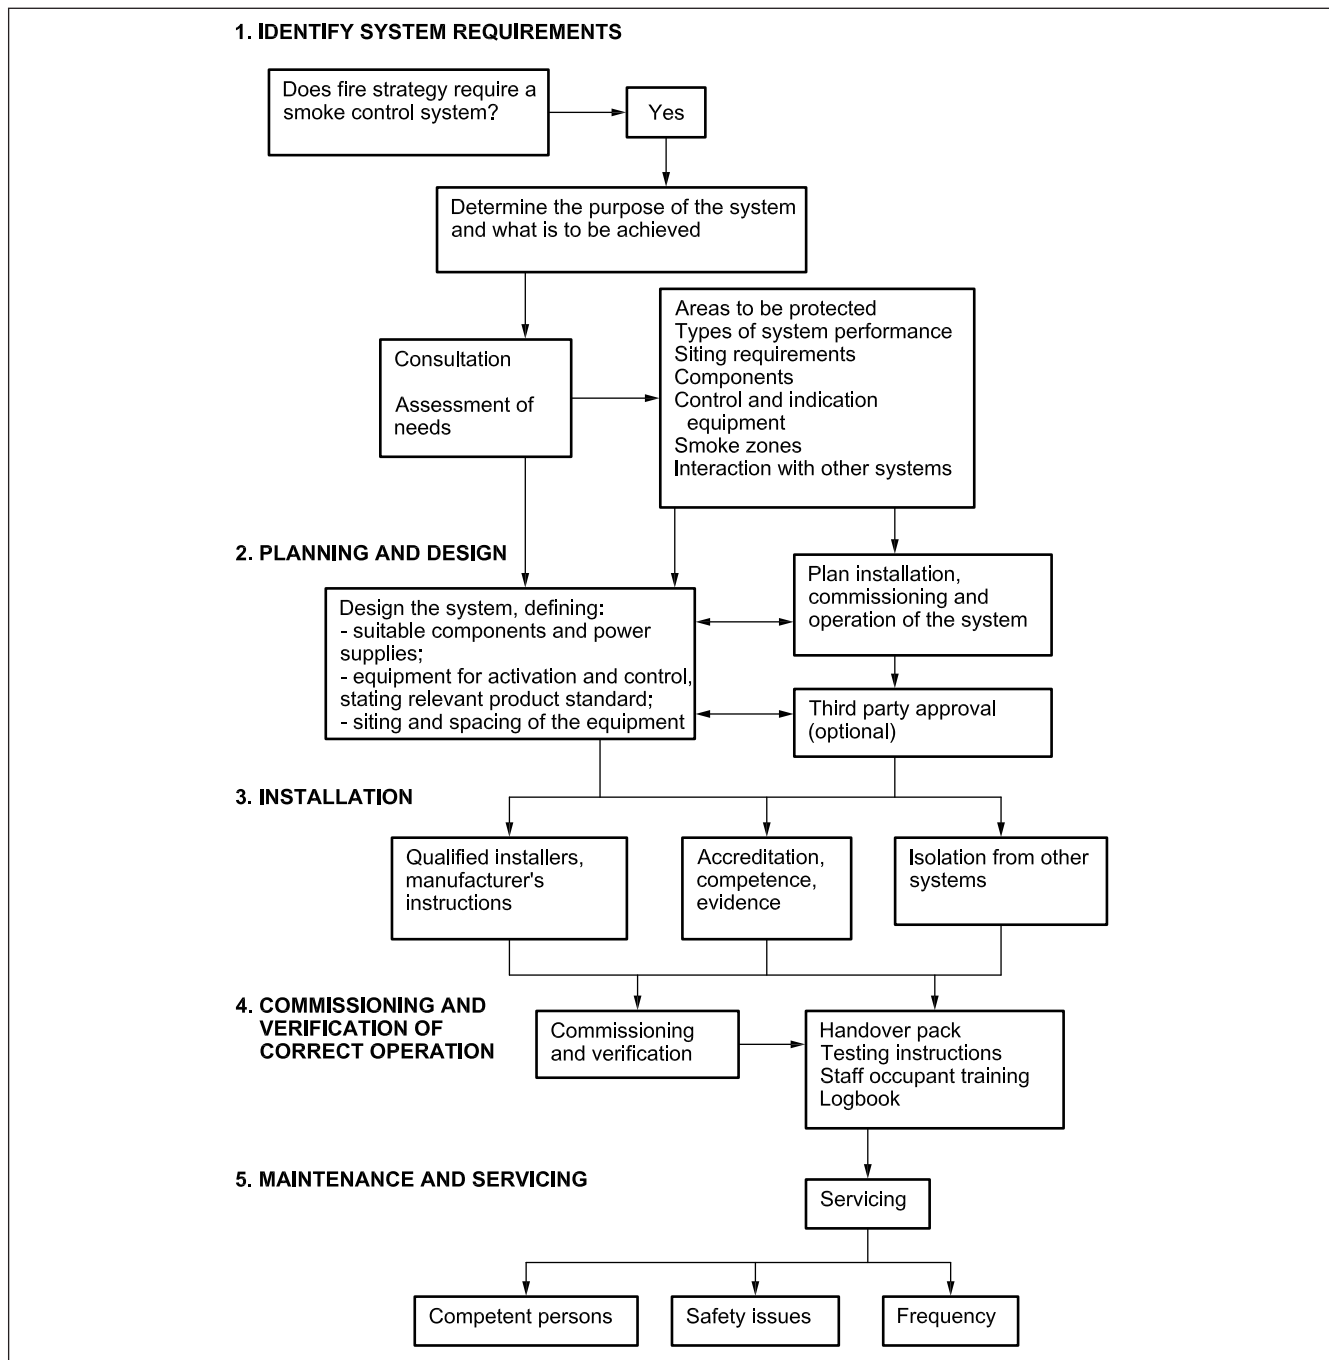 1. IDENTIFY SYSTEM REQUIREMENTS
Does fire strategy require a
smoke control system?
Yes
Determine the purpose of the system
and what is to be achieved
Consultation
Assessment of
needs
Areas to be protected
Types of system performance
Siting requirements
Components
Control and indication
equipment
Smoke zones
Interaction with other systems
2. PLANNING AND DESIGN
Design the system, defining:
- suitable components and power
supplies;
- equipment for activation and control,
stating relevant product standard;
- siting and spacing of the equipment
Plan installation,
commissioning and
operation of the system
Third party approval
(optional)
3. INSTALLATION
Qualified installers,
manufacturer's
instructions
Accreditation,
competence,
evidence
Isolation from other
systems
4. COMMISSIONING AND
VERIFICATION OF
CORRECT OPERATION
Commissioning
and verification
Handover pack
Testing instructions
Staff occupant training
Logbook
5. MAINTENANCE AND SERVICING
Servicing
Competent persons
Safety issues
Frequency